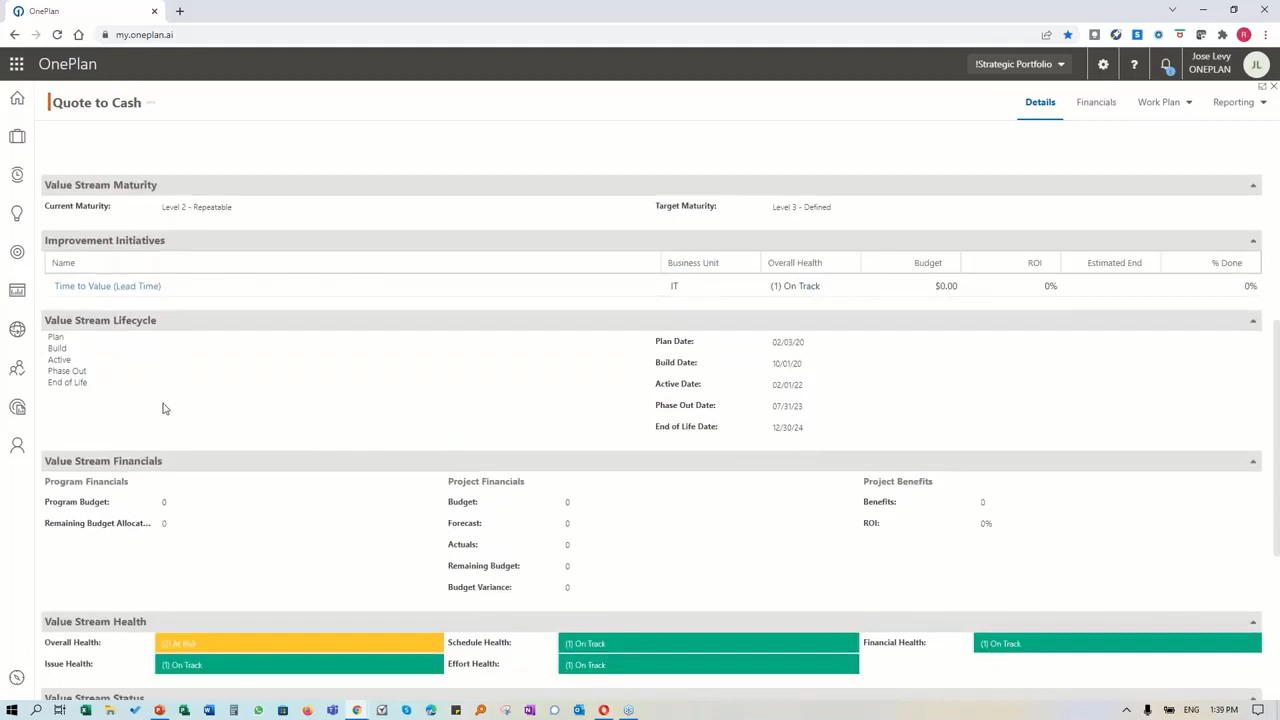 OnePlan
my.oneplan.ai
OnePlan
!Strategic Portfolio
Jose Levy
ONEPLAN
JL
Quote to Cash
Details
Financials
Work Plan
Reporting
Value Stream Maturity
Current Maturity: Level 2 - Repeatable
Target Maturity: Level 3 - Defined
Improvement Initiatives
Name Business Unit Overall Health Budget ROI Estimated End % Done
Time to Value (Lead Time) IT (1) On Track $0.00 0% 0%
Value Stream Lifecycle
Plan
Build
Active
Phase Out
End of Life
Plan Date: 02/03/20
Build Date: 10/01/20
Active Date: 02/01/22
Phase Out Date: 07/31/23
End of Life Date: 12/30/24
Value Stream Financials
Program Financials
Program Budget: 0
Remaining Budget Allocat... 0
Project Financials
Budget: 0
Forecast: 0
Actuals: 0
Remaining Budget: 0
Budget Variance: 0
Project Benefits
Benefits: 0
ROI: 0%
Value Stream Health
Overall Health: (2) At Risk
Schedule Health: (1) On Track
Financial Health: (1) On Track
Issue Health: (1) On Track
Effort Health: (1) On Track
Value Stream Status
ENG 1:39 PM